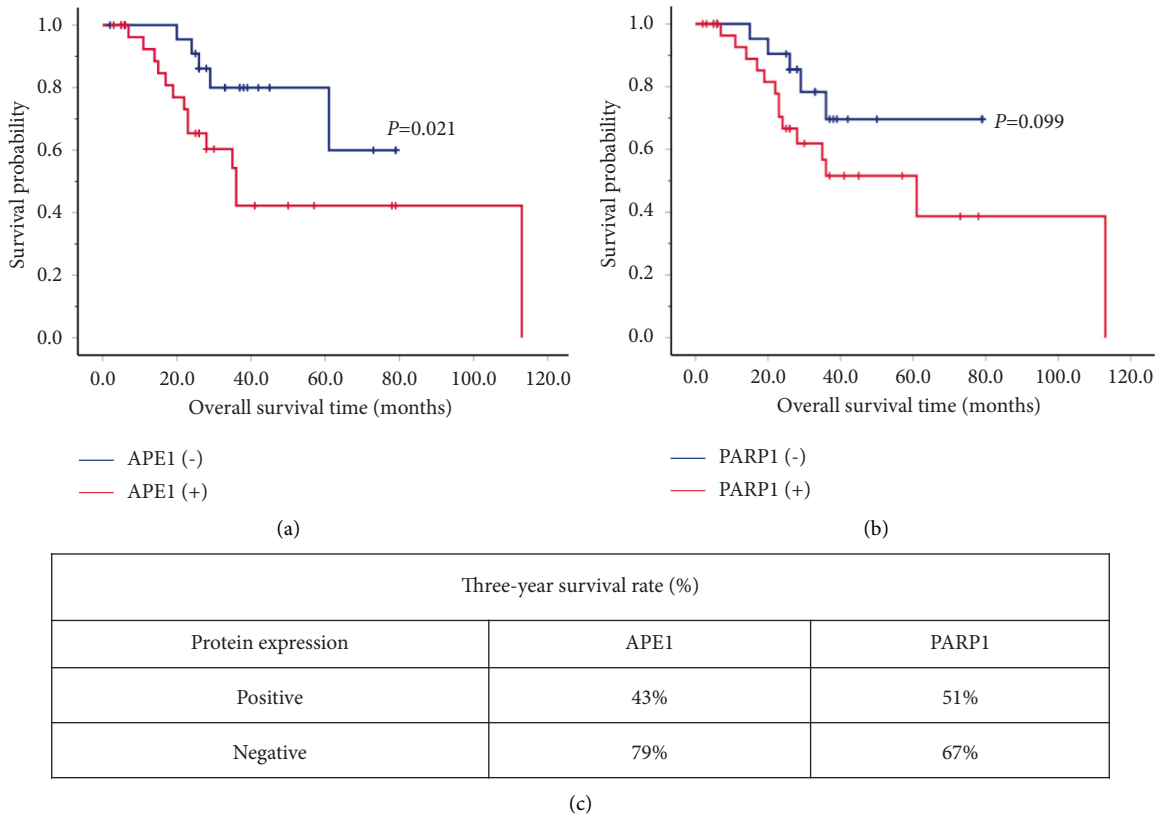 1.0
0.8
0.6
0.4
0.2
0.0
Survival probability
P=0.021
0.0 20.0 40.0 60.0 80.0 100.0 120.0
Overall survival time (months)
APE1 (-)
APE1 (+)
(a)
1.0
0.8
0.6
0.4
0.2
0.0
Survival probability
P=0.099
0.0 20.0 40.0 60.0 80.0 100.0 120.0
Overall survival time (months)
PARP1 (-)
PARP1 (+)
(b)
Three-year survival rate (%)
Protein expression APE1 PARP1
Positive 43% 51%
Negative 79% 67%
(c)